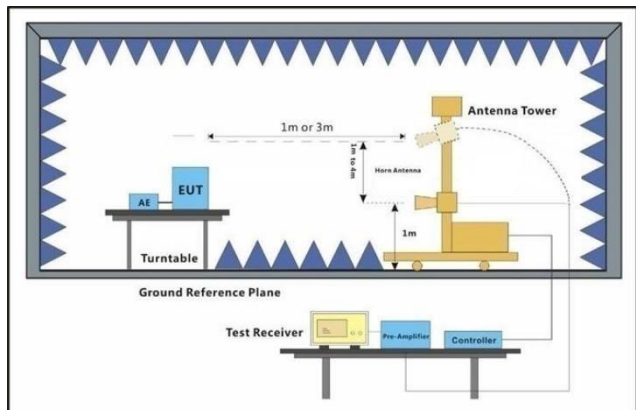 Antenna Tower
1m or 3m
1m to 4m
Horn Antenna
EUT
AE
1m
Turntable
Ground Reference Plane
Test Receiver
Pre-Amplifier
Controller